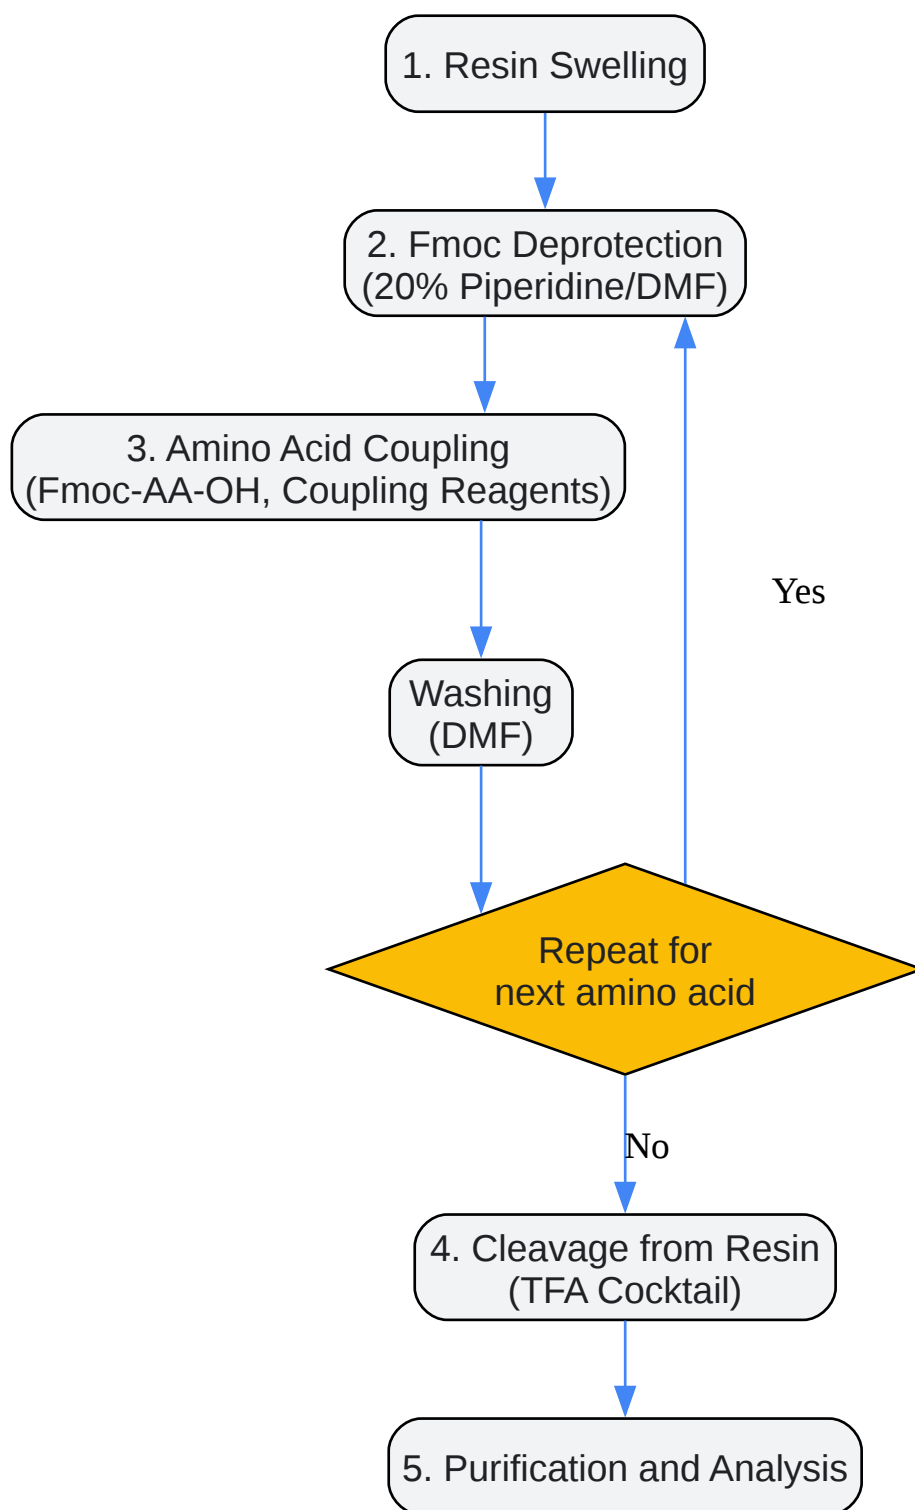 1. Resin Swelling
2. Fmoc Deprotection
(20% Piperidine/DMF)
3. Amino Acid Coupling
(Fmoc-AA-OH, Coupling Reagents)
Yes
Washing
(DMF)
Repeat for
next amino acid
No
4. Cleavage from Resin
(TFA Cocktail)
5. Purification and Analysis